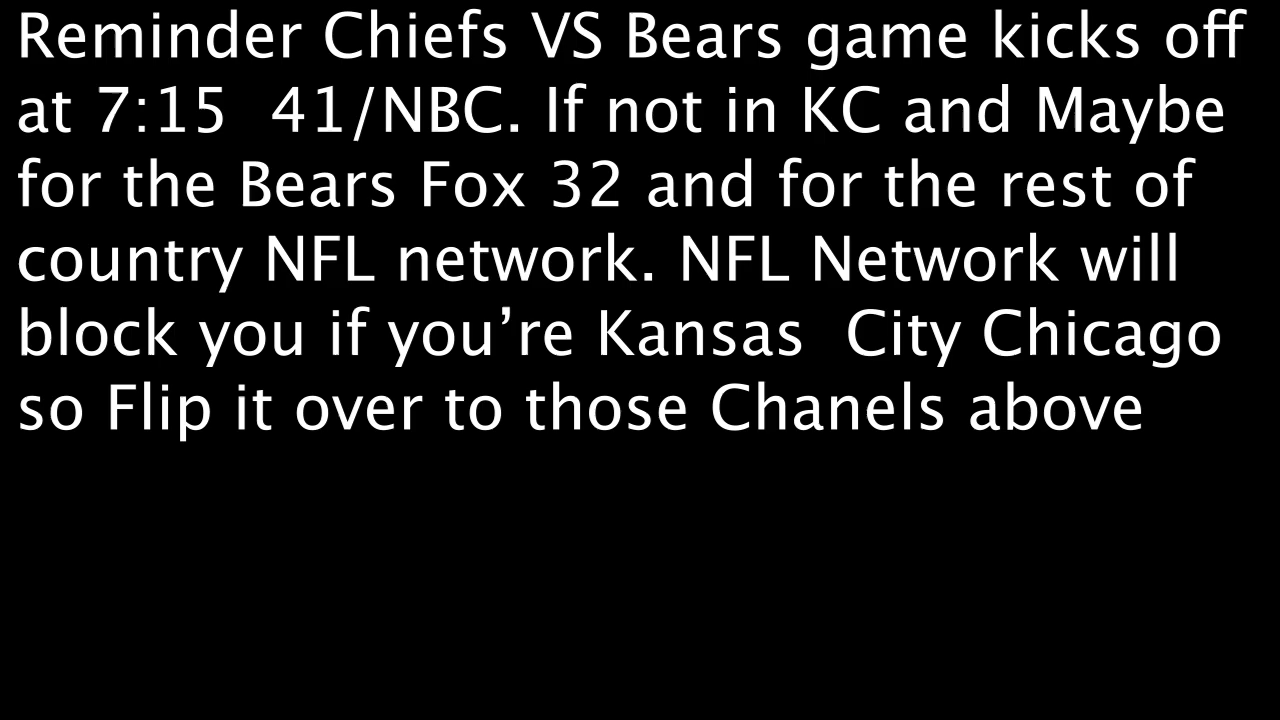 Reminder Chiefs VS Bears game kicks off
at 7:15  41/NBC. If not in KC and Maybe
for the Bears Fox 32 and for the rest of
country NFL network. NFL Network will
block you if you’re Kansas  City Chicago
so Flip it over to those Chanels above